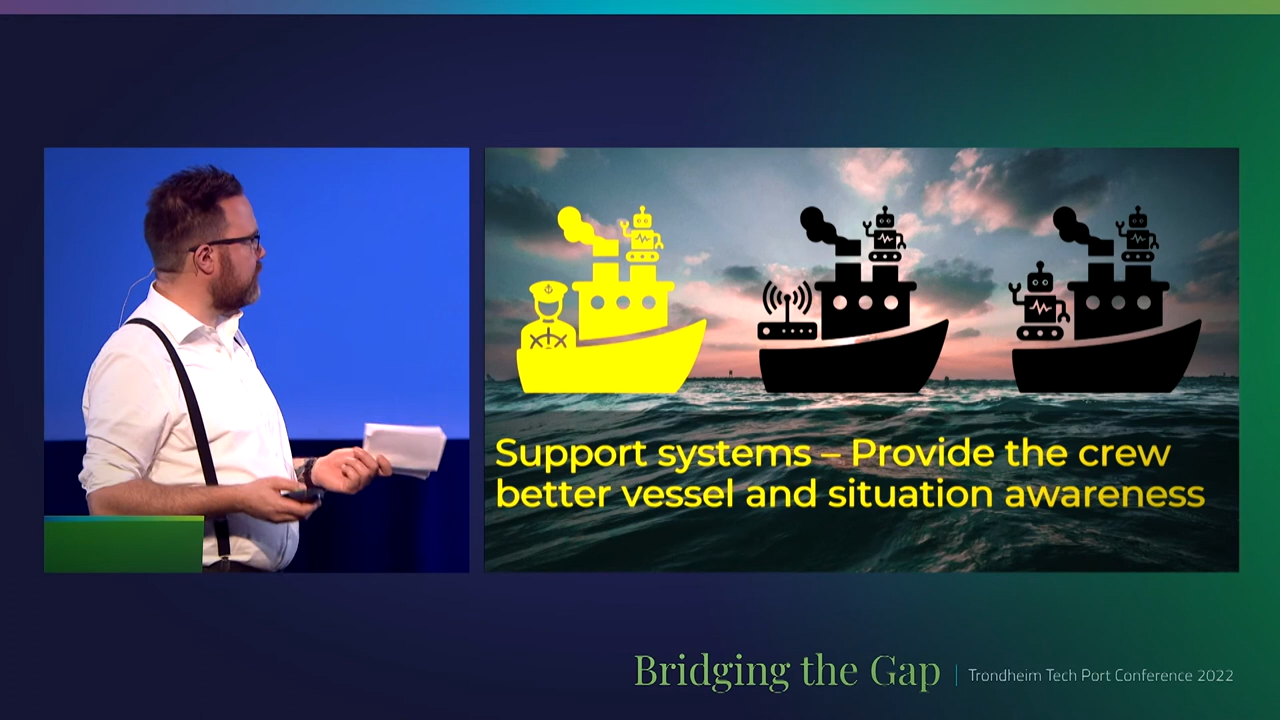 Support systems – Provide the crew
better vessel and situation awareness
Bridging the Gap | Trondheim Tech Port Conference 2022